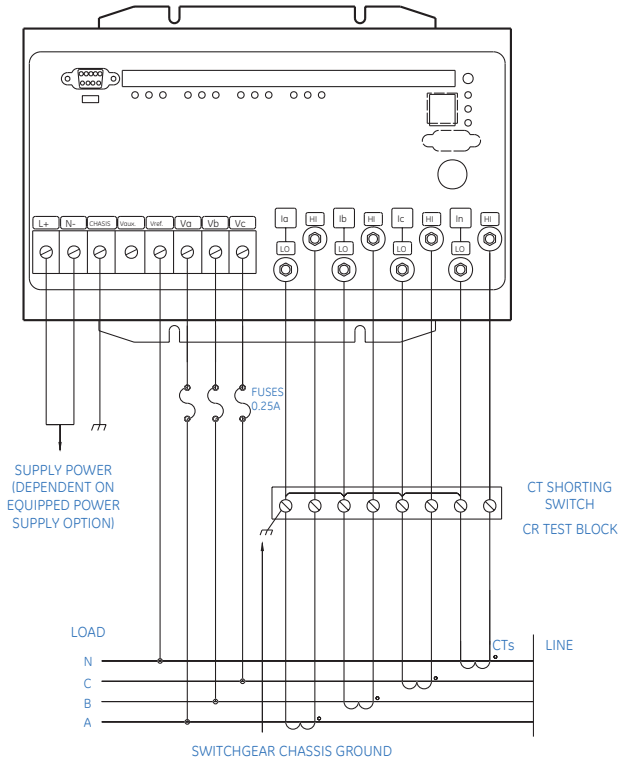 L+ N- CHASIS Vaux. Vref. Va Vb Vc
Ia HI Ib HI Ic HI In HI
LO LO LO LO
FUSES
0.25A
SUPPLY POWER
(DEPENDENT ON
EQUIPPED POWER
SUPPLY OPTION)
CT SHORTING
SWITCH
CR TEST BLOCK
LOAD
CTs LINE
N
C
B
A
SWITCHGEAR CHASSIS GROUND